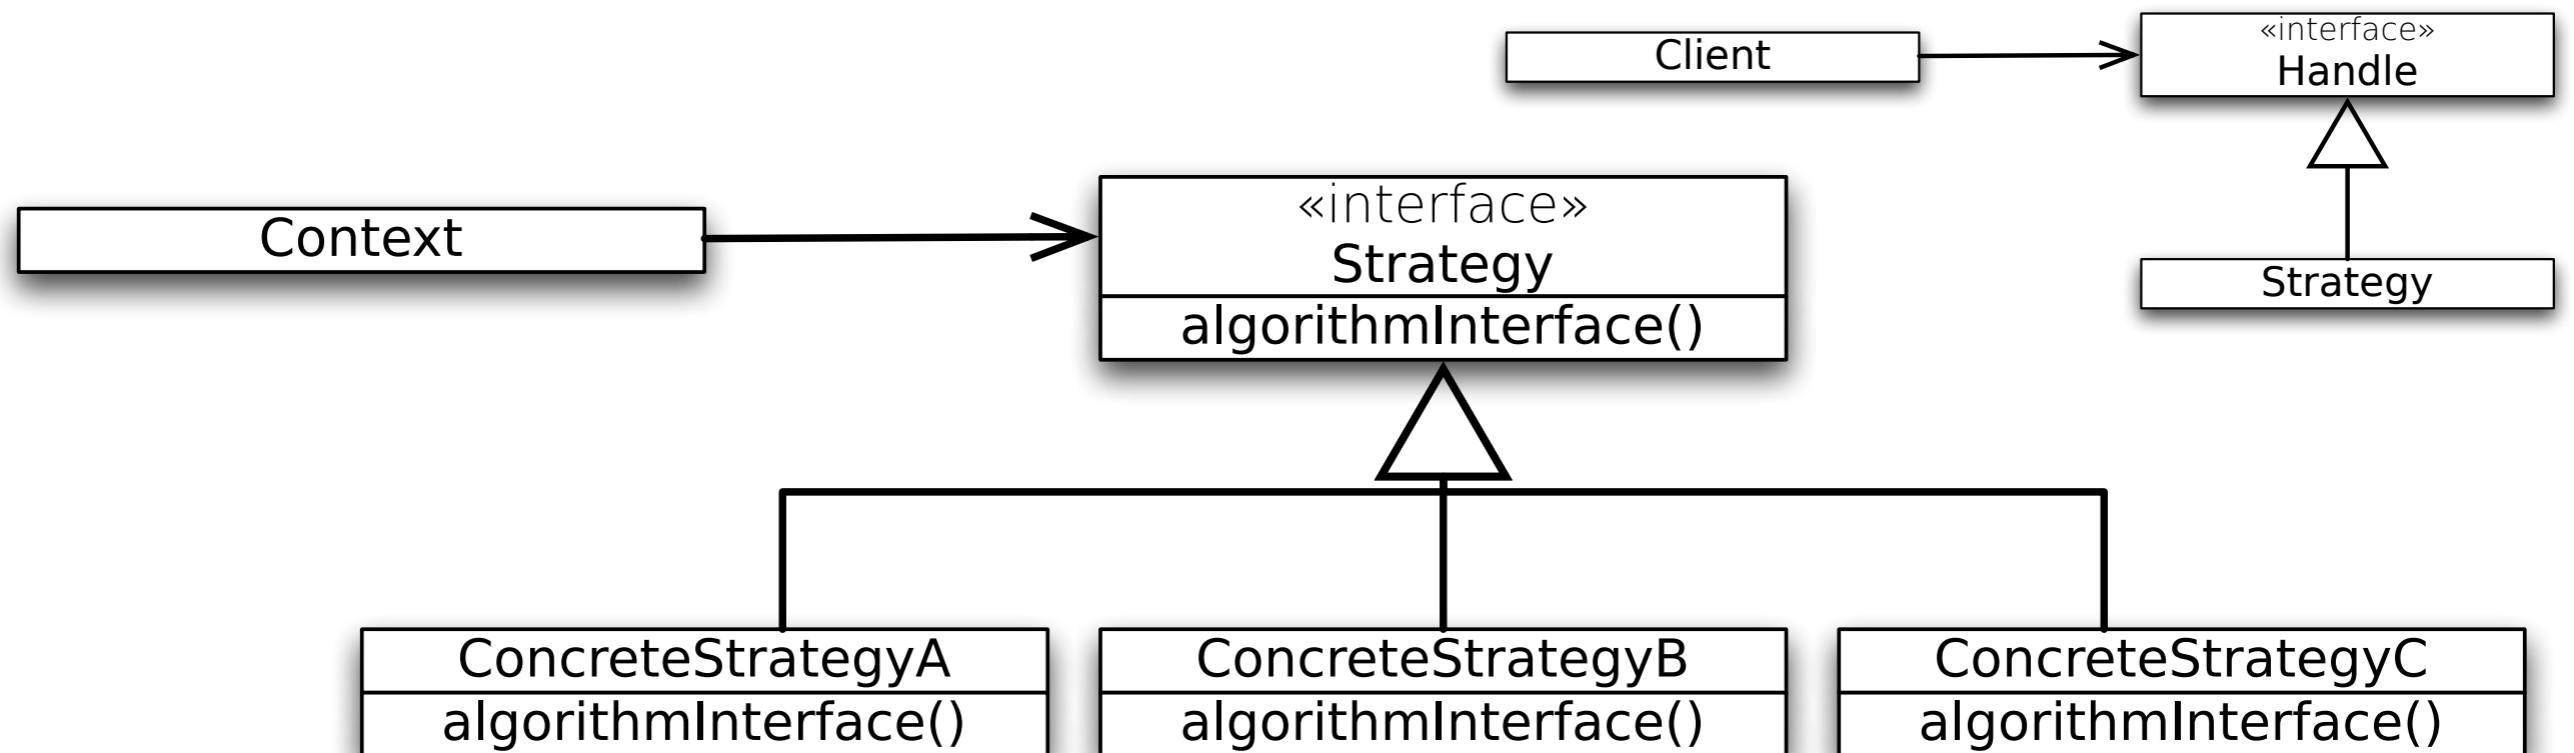 Client
«interface»
Handle
Context
«interface»
Strategy
algorithmInterface()
Strategy
ConcreteStrategyA
algorithmInterface()
ConcreteStrategyB
algorithmInterface()
ConcreteStrategyC
algorithmInterface()